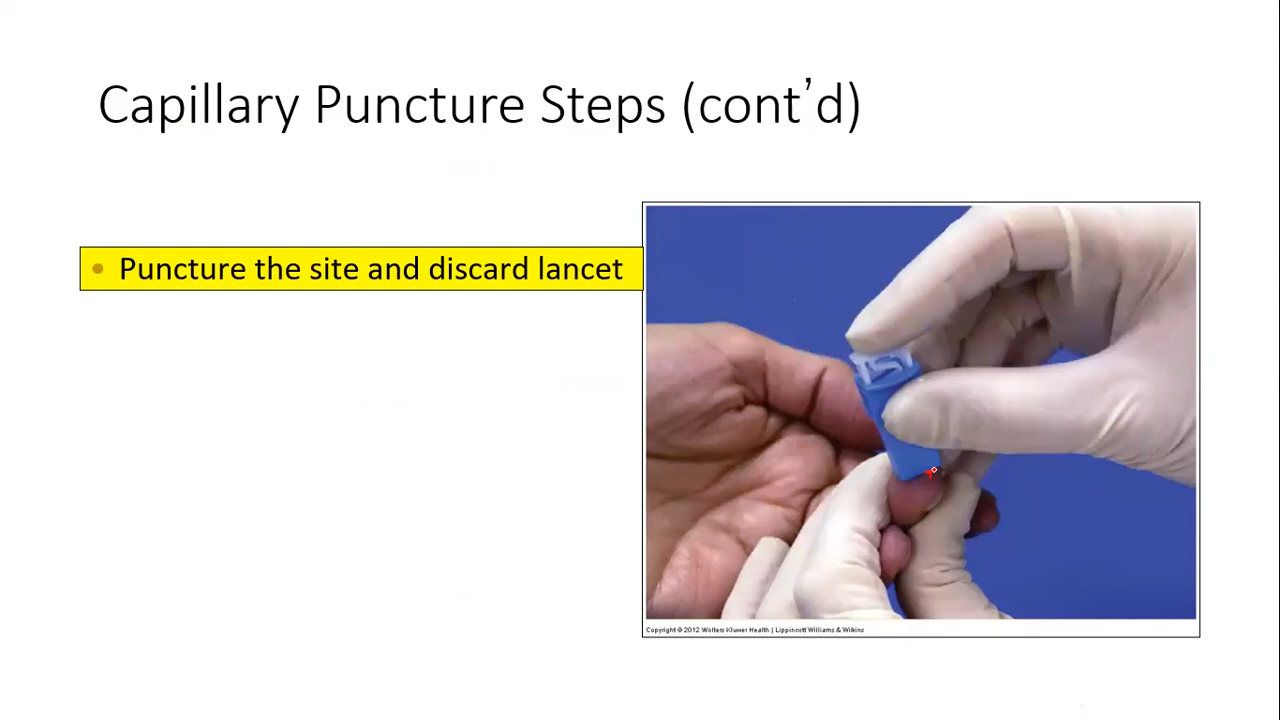 Capillary Puncture Steps (cont’d)
• Puncture the site and discard lancet
Copyright © 2012 Wolters Kluwer Health | Lippincott Williams & Wilkins